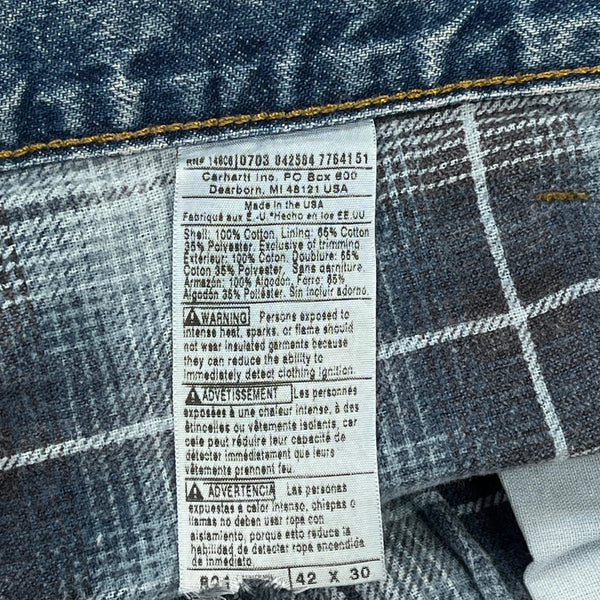 RN# 14806 0703 042584 7764151
Carhartt Inc. PO Box 600
Dearborn, MI 48121 USA
Made in the USA
Fabriqué aux É.-U.*Hecho en los EE.UU
Shell: 100% Cotton. Lining: 65% Cotton
35% Polyester. Exclusive of trimming.
Extérieur: 100% Coton. Doublure: 65%
Coton 35% Polyester. Sans garniture.
Armazón: 100% Algodón. Forro: 65%
Algodón 35% Poliéster. Sin incluir adorno.
WARNING Persons exposed to
intense heat, sparks, or flame should
not wear insulated garments because
they can reduce the ability to
immediately detect clothing ignition.
AVERTISSEMENT Les personnes
exposées à une chaleur intense, à des
étincelles ou vêtements isolants, car
cela peut réduire leur capacité de
détecter immédiatement que leurs
vêtements prennent feu.
ADVERTENCIA Las personas
expuestas a calor intenso, chispas o
llamas no deben usar ropa con
aislamiento, porque esto reduce la
habilidad de detectar ropa encendida
de inmediato.
42 X 30